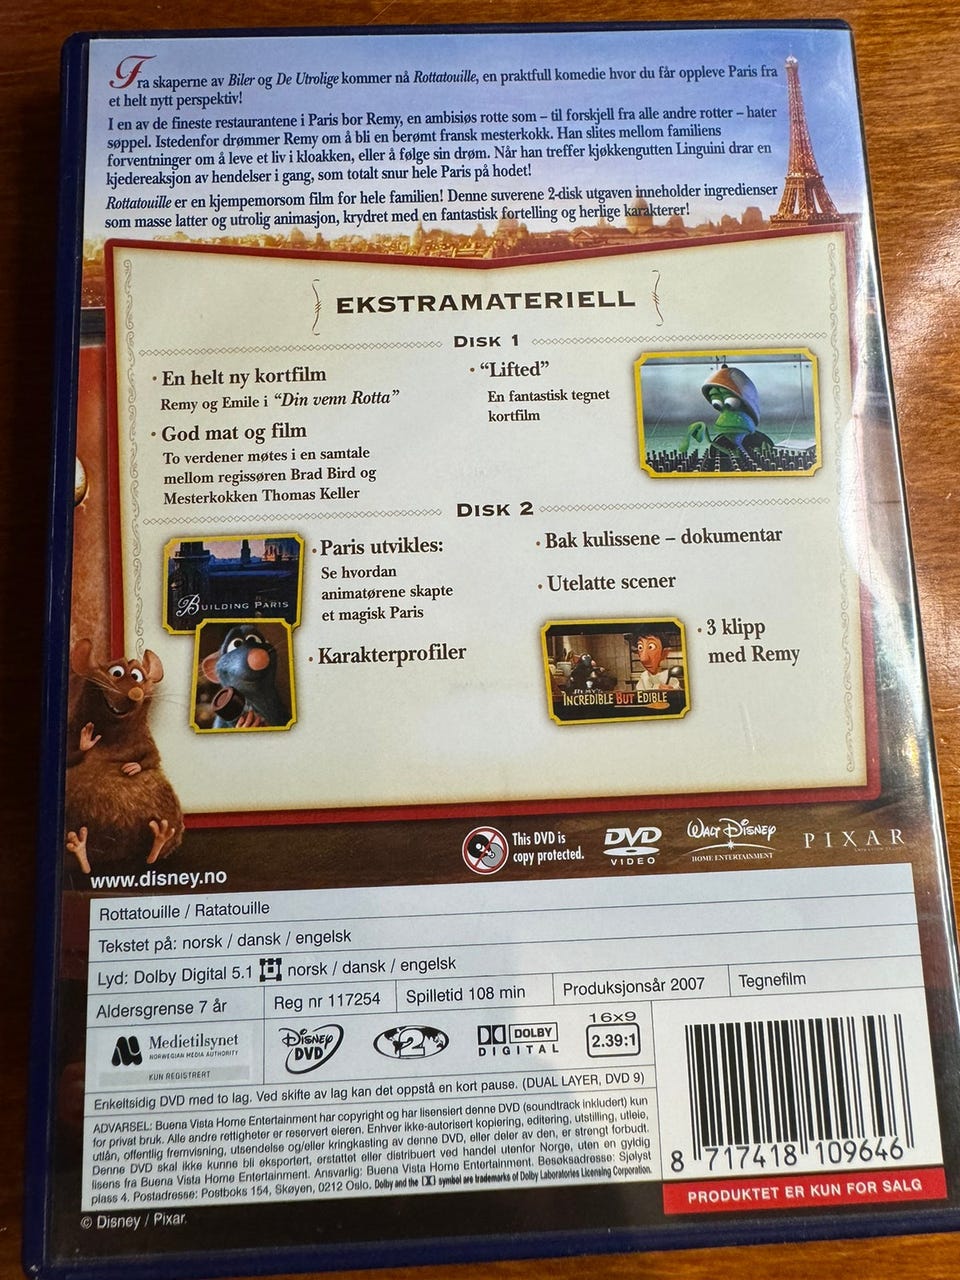 Fra skaperne av Biler og De Utrolige kommer nå Rottatouille, en praktfull komedie hvor du får oppleve Paris fra
et helt nytt perspektiv!
I en av de fineste restaurantene i Paris bor Remy, en ambisiøs rotte som – til forskjell fra alle andre rotter – hater
søppel. Istedenfor drømmer Remy om å bli en berømt fransk mesterkokk. Han slites mellom familiens
forventninger om å leve et liv i kloakken, eller å følge sin drøm. Når han treffer kjøkkengutten Linguini drar en
kjedereaksjon av hendelser i gang, som totalt snur hele Paris på hodet!
Rottatouille er en kjempemorsom film for hele familien! Denne suverene 2-disk utgaven inneholder ingredienser
som masse latter og utrolig animasjon, krydret med en fantastisk fortelling og herlige karakterer!
EKSTRAMATERIELL
DISK 1
• En helt ny kortfilm
Remy og Emile i “Din venn Rotta”
• God mat og film
To verdener møtes i en samtale
mellom regissøren Brad Bird og
Mesterkokken Thomas Keller
• “Lifted”
En fantastisk tegnet
kortfilm
DISK 2
BUILDING PARIS
• Paris utvikles:
Se hvordan
animatørene skapte
et magisk Paris
• Karakterprofiler
• Bak kulissene – dokumentar
• Utelatte scener
REMY'S
INCREDIBLE BUT EDIBLE
• 3 klipp
med Remy
This DVD is
copy protected.
DVD
VIDEO
WALT DISNEY
HOME ENTERTAINMENT
PIXAR
www.disney.no
Rottatouille / Ratatouille
Tekstet på: norsk / dansk / engelsk
Lyd: Dolby Digital 5.1 norsk / dansk / engelsk
Aldersgrense 7 år
Reg nr 117254
Spilletid 108 min
Produksjonsår 2007
Tegnefilm
Medietilsynet
NORWEGIAN MEDIA AUTHORITY
KUN REGISTRERT
Disney
DVD
2
DOLBY
DIGITAL
16x9
2.39:1
Enkeltsidig DVD med to lag. Ved skifte av lag kan det oppstå en kort pause. (DUAL LAYER, DVD 9)
ADVARSEL: Buena Vista Home Entertainment har copyright og har lisensiert denne DVD (soundtrack inkludert) kun
for privat bruk. Alle andre rettigheter er reservert eieren. Enhver ikke-autorisert kopiering, editering, utstilling, utleie,
utlån, offentlig fremvisning, utsendelse og/eller kringkasting av denne DVD, eller deler av den, er strengt forbudt.
Denne DVD skal ikke kunne bli eksportert, erstattet eller distribuert ved handel utenfor Norge, uten en gyldig
lisens fra Buena Vista Home Entertainment. Ansvarlig: Buena Vista Home Entertainment. Besøksadresse: Sjølyst
plass 4. Postadresse: Postboks 154, Skøyen, 0212 Oslo. Dolby and the symbol are trademarks of Dolby Laboratories Licensing Corporation.
8 717418 109646
PRODUKTET ER KUN FOR SALG
© Disney / Pixar.